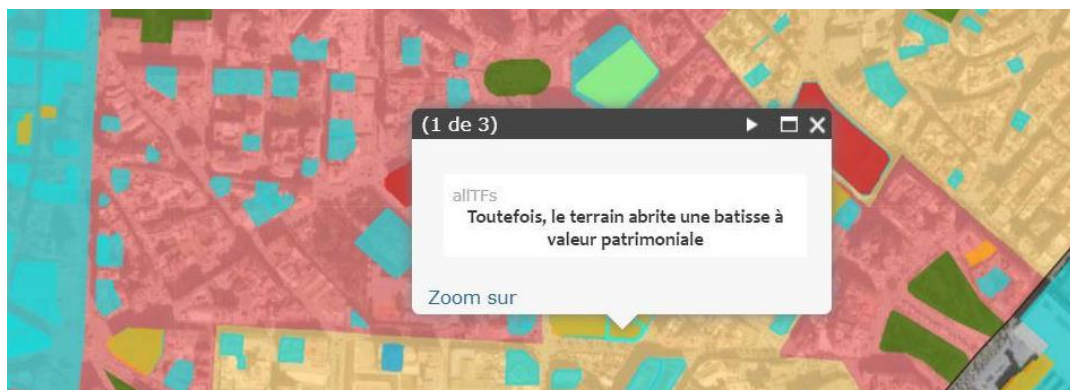 (1 de 3)
allTFs
Toutefois, le terrain abrite une batisse à
valeur patrimoniale
Zoom sur